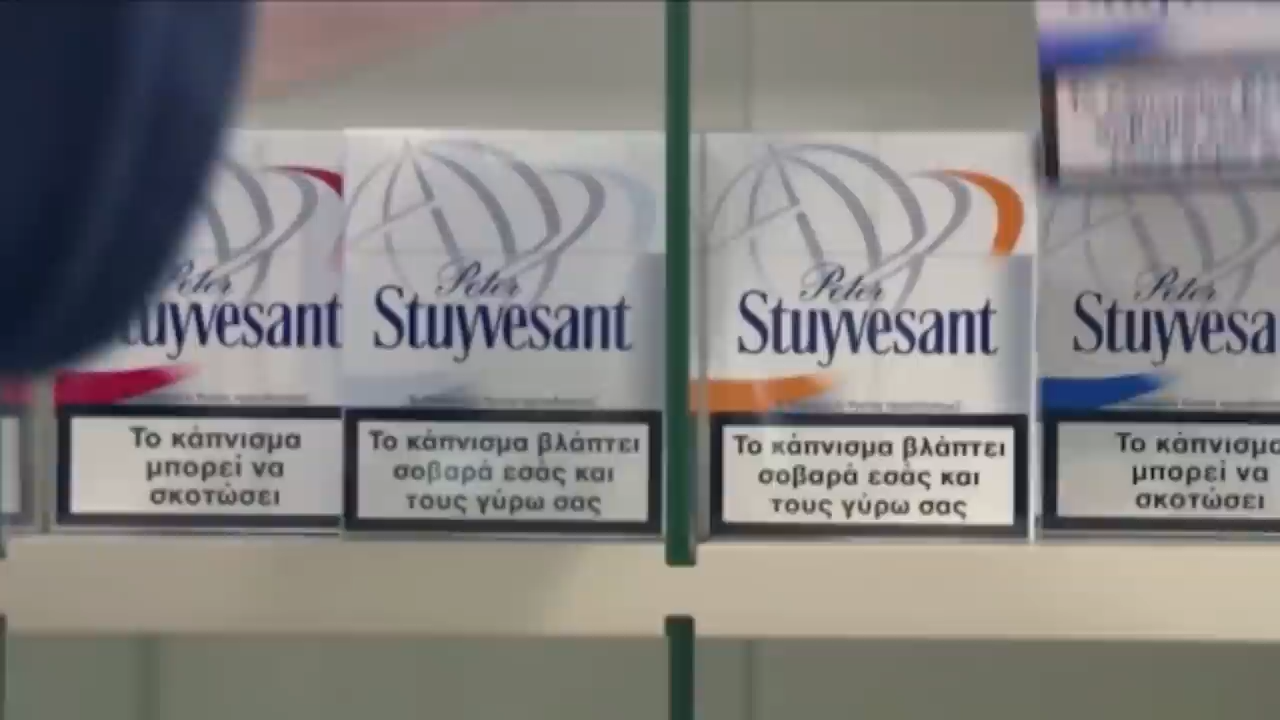 Peter
Stuyvesant
Το κάπνισμα
μπορεί να
σκοτώσει
Peter
Stuyvesant
Το κάπνισμα βλάπτει
σοβαρά εσάς και
τους γύρω σας
Peter
Stuyvesant
Το κάπνισμα βλάπτει
σοβαρά εσάς και
τους γύρω σας
Peter
Stuyvesa
Το κάπνισμα
μπορεί να
σκοτώσει